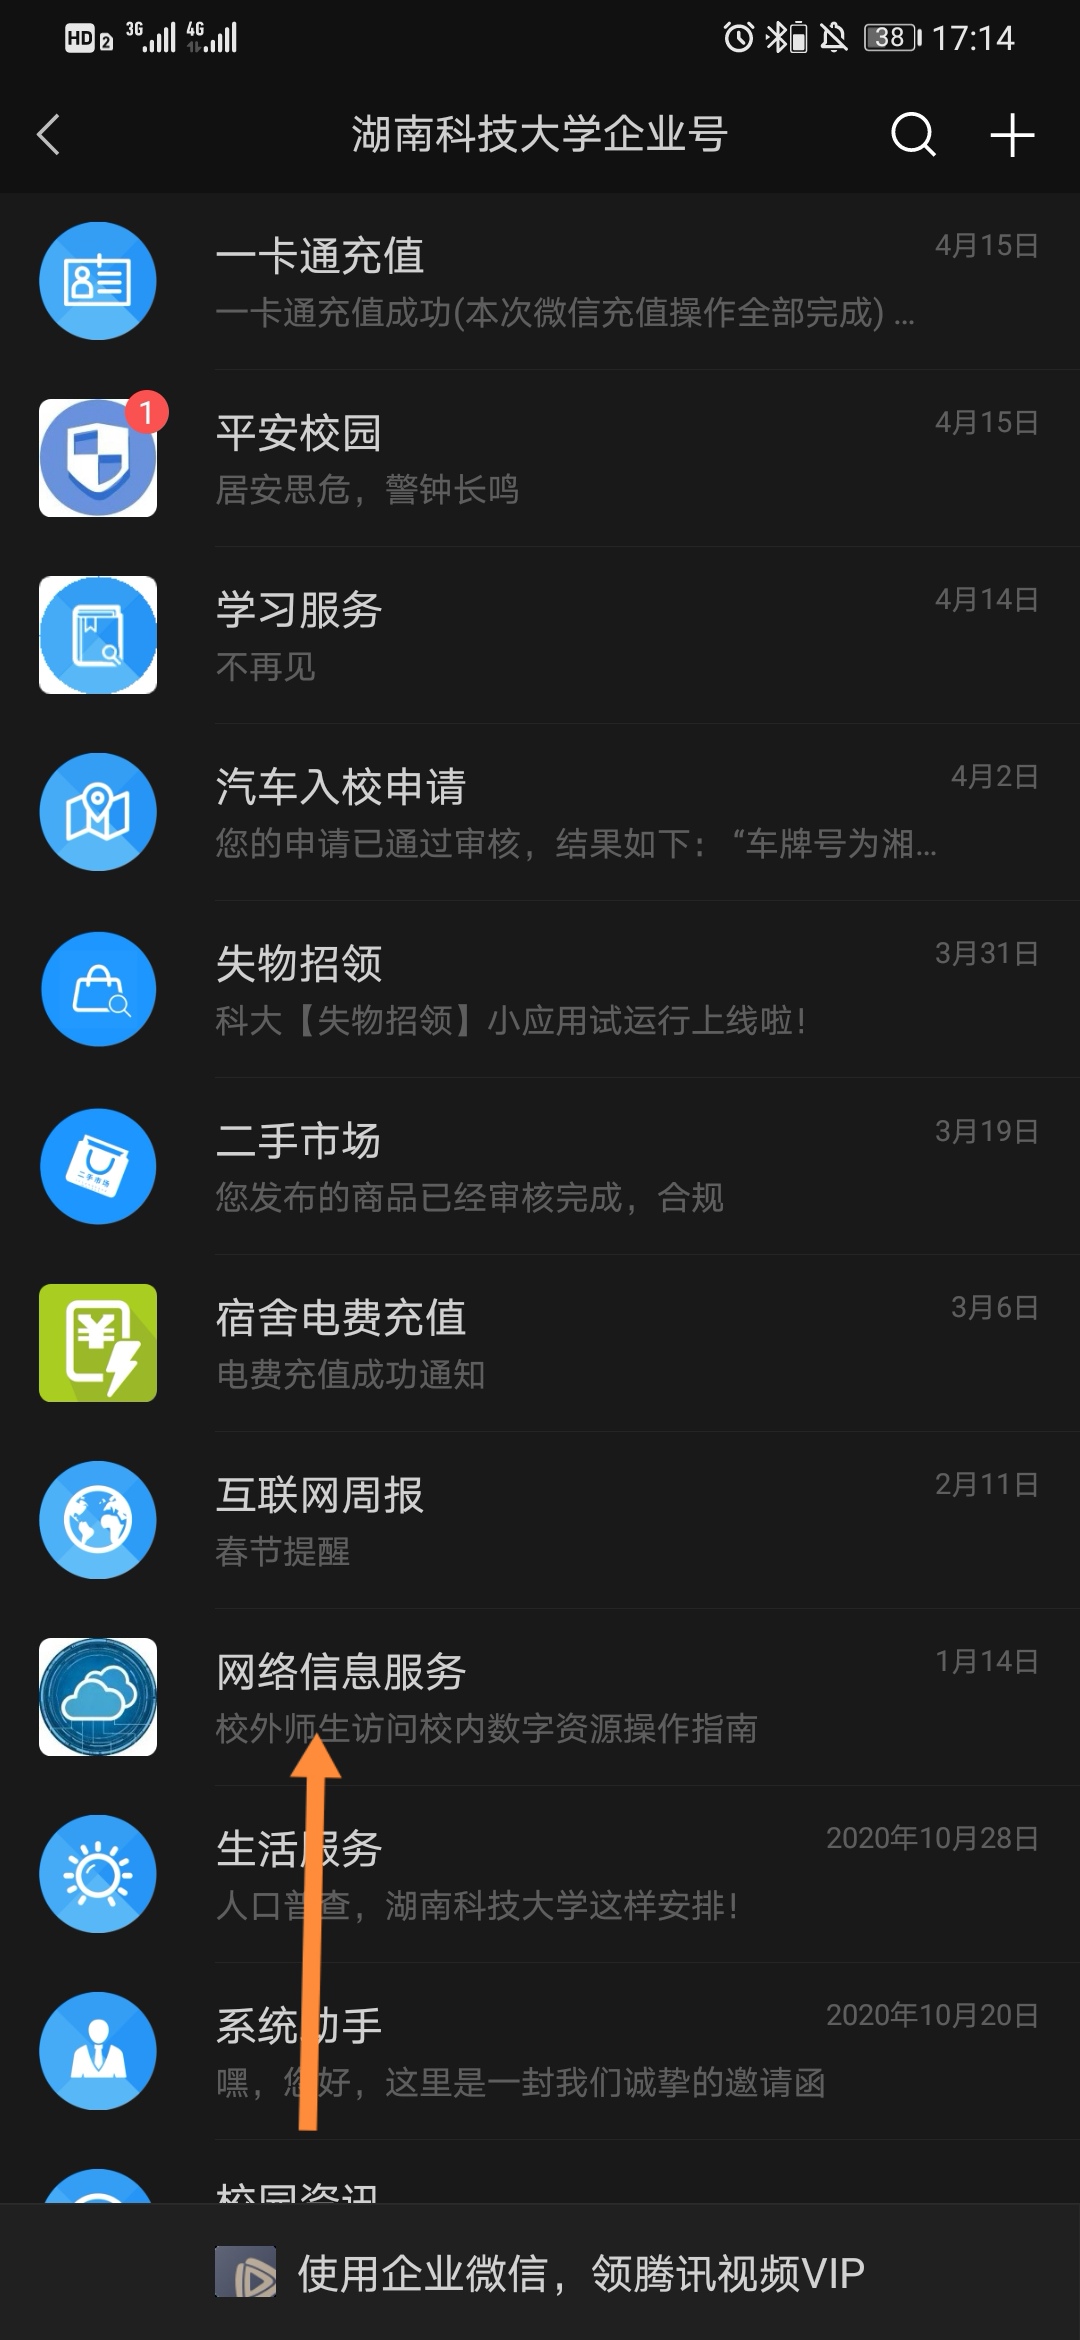 HD 2 3G 4G 38 17:14
湖南科技大学企业号
一卡通充值 4月15日
一卡通充值成功(本次微信充值操作全部完成) ...
1
平安校园 4月15日
居安思危，警钟长鸣
学习服务 4月14日
不再见
汽车入校申请 4月2日
您的申请已通过审核，结果如下：“车牌号为湘...
失物招领 3月31日
科大【失物招领】小应用试运行上线啦！
二手市场 3月19日
二手市场
您发布的商品已经审核完成，合规
宿舍电费充值 3月6日
电费充值成功通知
互联网周报 2月11日
春节提醒
网络信息服务 1月14日
校外师生访问校内数字资源操作指南
生活服务 2020年10月28日
人口普查，湖南科技大学这样安排！
系统助手 2020年10月20日
嘿，您好，这里是一封我们诚挚的邀请函
校园资讯
使用企业微信，领腾讯视频VIP